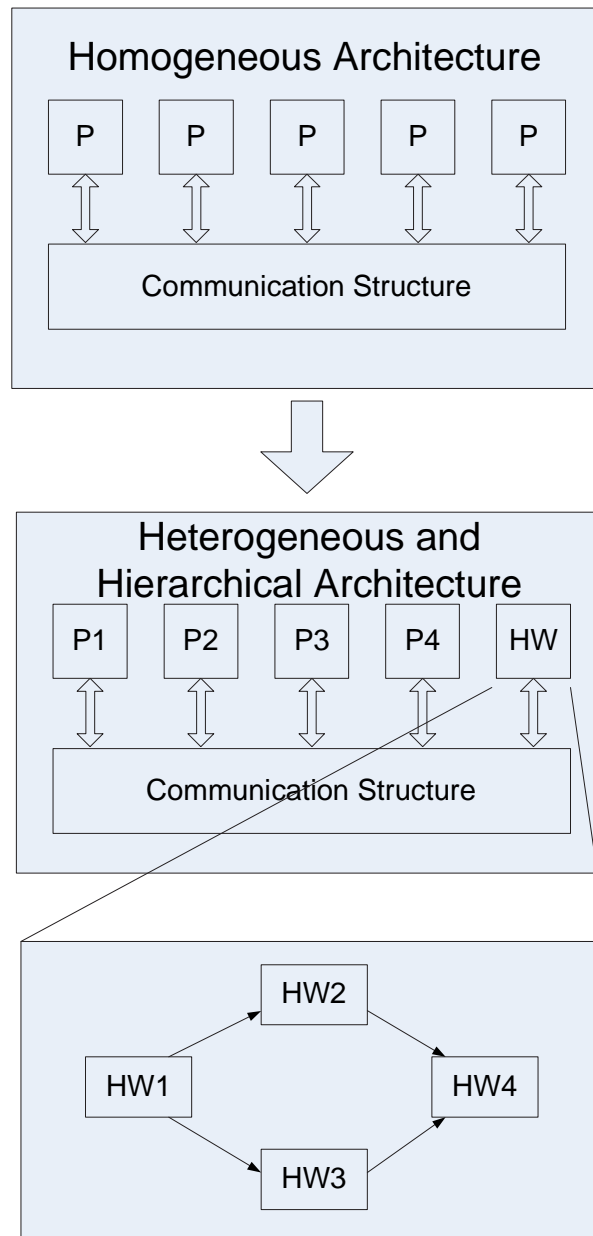 Homogeneous Architecture
P P P P P
Communication Structure
Heterogeneous and
Hierarchical Architecture
P1 P2 P3 P4 HW
Communication Structure
HW2
HW1 HW4
HW3